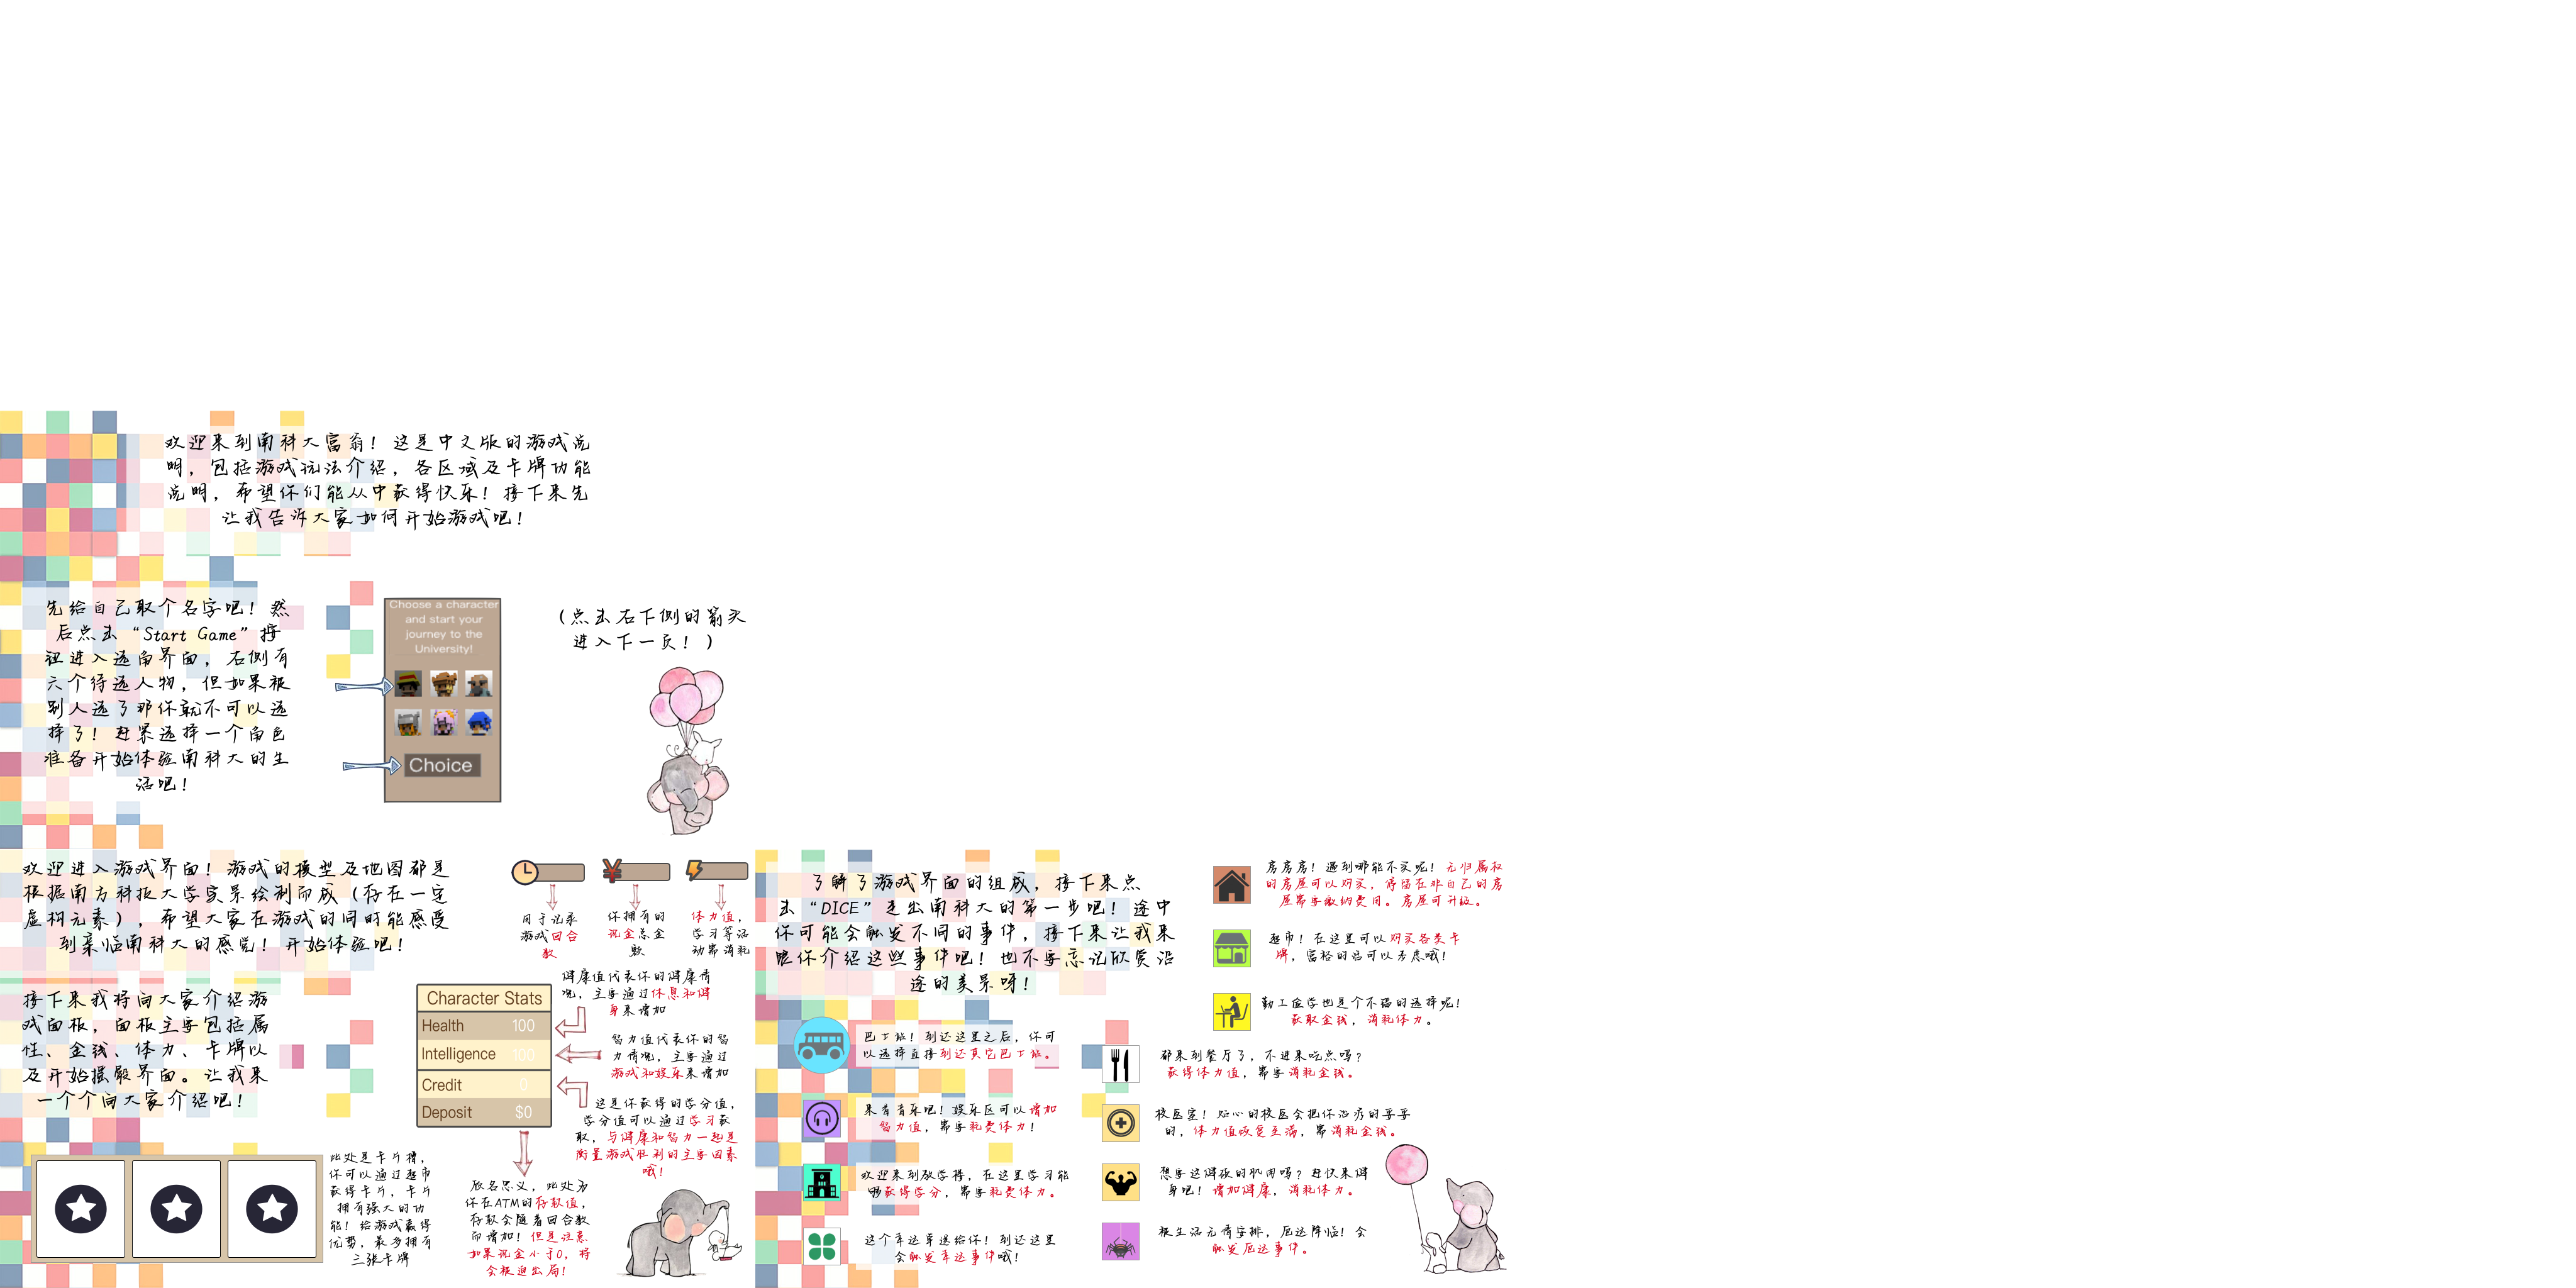 欢迎来到南科大富翁！这是中文版的游戏说
明，包括游戏玩法介绍，各区域及卡牌功能
说明，希望你们能从中获得快乐！接下来先
让我告诉大家如何开始游戏吧！
先给自己取个名字吧！然
后点击“Start Game”按
钮进入选角界面，右侧有
六个待选人物，但如果被
别人选了那你就不可以选
择了！赶紧选择一个角色
准备开始体验南科大的生
活吧！
Choose a character
and start your
journey to the
University!
Choice
（点击右下侧的箭头
进入下一页！）
欢迎进入游戏界面！游戏的模型及地图都是
根据南方科技大学实景绘制而成（存在一定
虚构元素），希望大家在游戏的同时能感受
到亲临南科大的感觉！开始体验吧！
用于记录
游戏回合
数
你拥有的
现金总金
额
体力值，
学习等活
动需消耗
接下来我将向大家介绍游
戏面板，面板主要包括属
性、金钱、体力、卡牌以
及开始摇骰界面。让我来
一个个向大家介绍吧！
Character Stats
Health 100
Intelligence 100
Credit 0
Deposit $0
健康值代表你的健康情
况，主要通过休息和健
身来增加
智力值代表你的智
力情况，主要通过
游戏和娱乐来增加
这是你获得的学分值，
学分值可以通过学习获
取，与健康和智力一起是
衡量游戏胜利的主要因素
哦！
此处是卡片槽，
你可以通过超市
获得卡片，卡片
拥有强大的功
能！给游戏赢得
优势，最多拥有
三张卡牌
顾名思义，此处为
你在ATM的存款值，
存款会随着回合数
而增加！但是注意
如果现金小于0，将
会被迫出局！
了解了游戏界面的组成，接下来点
击“DICE”走出南科大的第一步吧！途中
你可能会触发不同的事件，接下来让我来
跟你介绍这些事件吧！也不要忘记欣赏沿
途的美景呀！
巴士站！到达这里之后，你可
以选择直接到达其它巴士站。
来首音乐吧！娱乐区可以增加
智力值，需要耗费体力！
欢迎来到教学楼，在这里学习能
够获得学分，需要耗费体力。
这个幸运草送给你！到达这里
会触发幸运事件哦！
房房房！遇到哪能不买呢！无归属权
的房屋可以购买，停留在非自己的房
屋需要缴纳费用。房屋可升级。
超市！在这里可以购买各类卡
牌，富裕的岂可以考虑哦！
勤工俭学也是个不错的选择呢！
获取金钱，消耗体力。
都来到餐厅了，不进来吃点吗？
获得体力值，需要消耗金钱。
校医室！贴心的校医会把你治疗的妥妥
的，体力值恢复至满，需消耗金钱。
想要这健硕的肌肉吗？赶快来健
身吧！增加健康，消耗体力。
被生活无情安排，厄运降临！会
触发厄运事件。